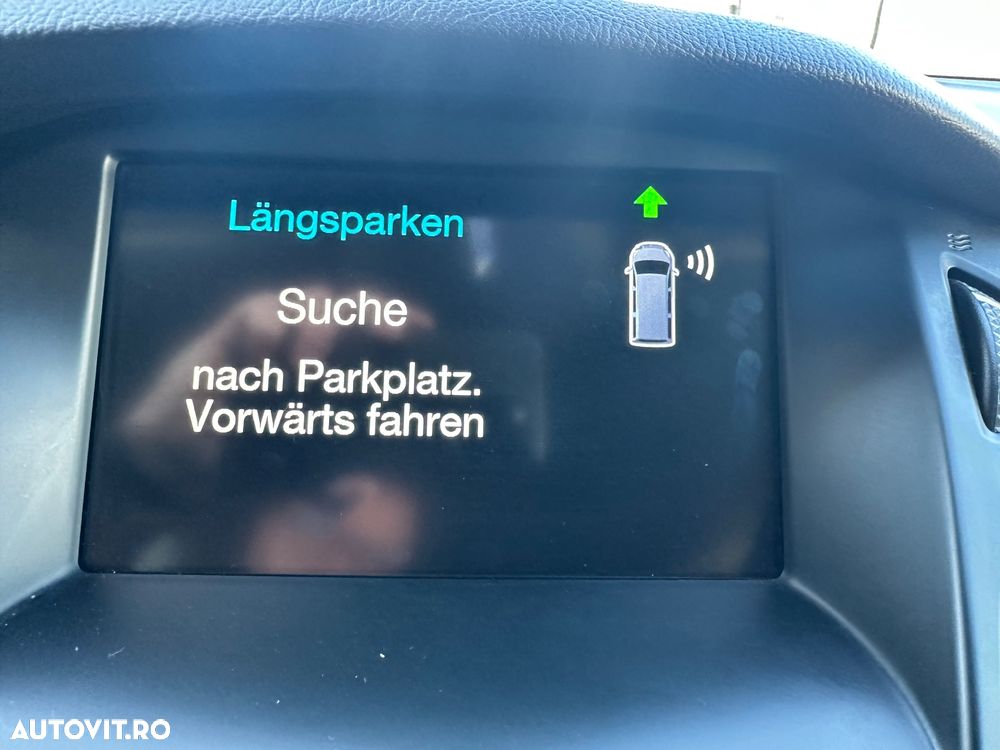 Längsparken
Suche
nach Parkplatz.
Vorwärts fahren
AUTOVIT.RO